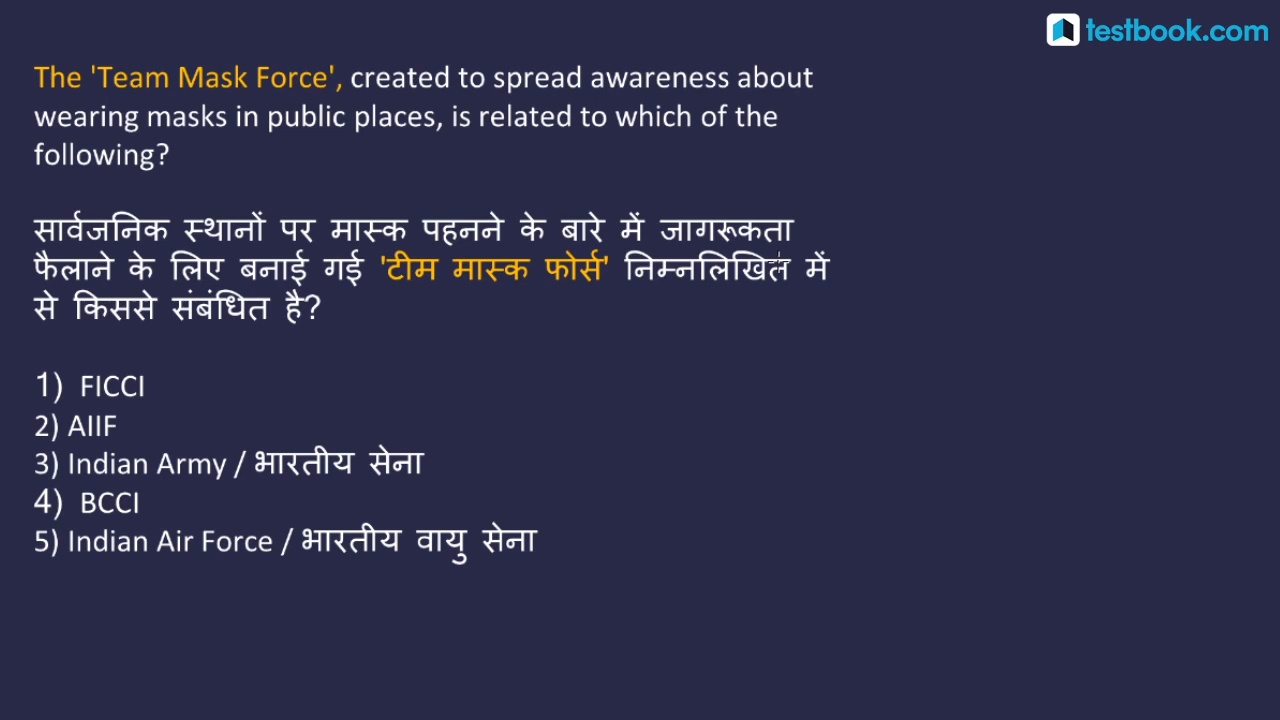 testbook.com
The 'Team Mask Force', created to spread awareness about
wearing masks in public places, is related to which of the
following?
सार्वजनिक स्थानों पर मास्क पहनने के बारे में जागरूकता
फैलाने के लिए बनाई गई 'टीम मास्क फोर्स' निम्नलिखित में
से किससे संबंधित है?
1) FICCI
2) AIIF
3) Indian Army / भारतीय सेना
4) BCCI
5) Indian Air Force / भारतीय वायु सेना